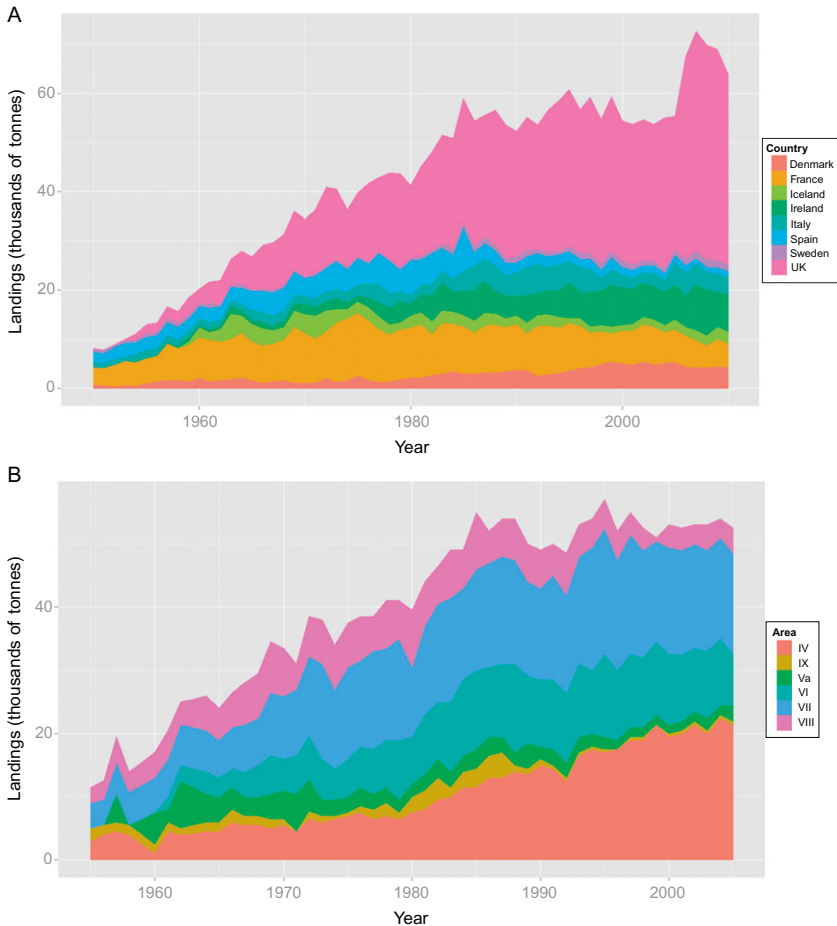 A
Landings (thousands of tonnes)
60
40
20
0
1960
1980
2000
Year
Country
Denmark
France
Iceland
Ireland
Italy
Spain
Sweden
UK
B
Landings (thousands of tonnes)
40
20
0
1960
1970
1980
1990
2000
Year
Area
IV
IX
Va
VI
VII
VIII